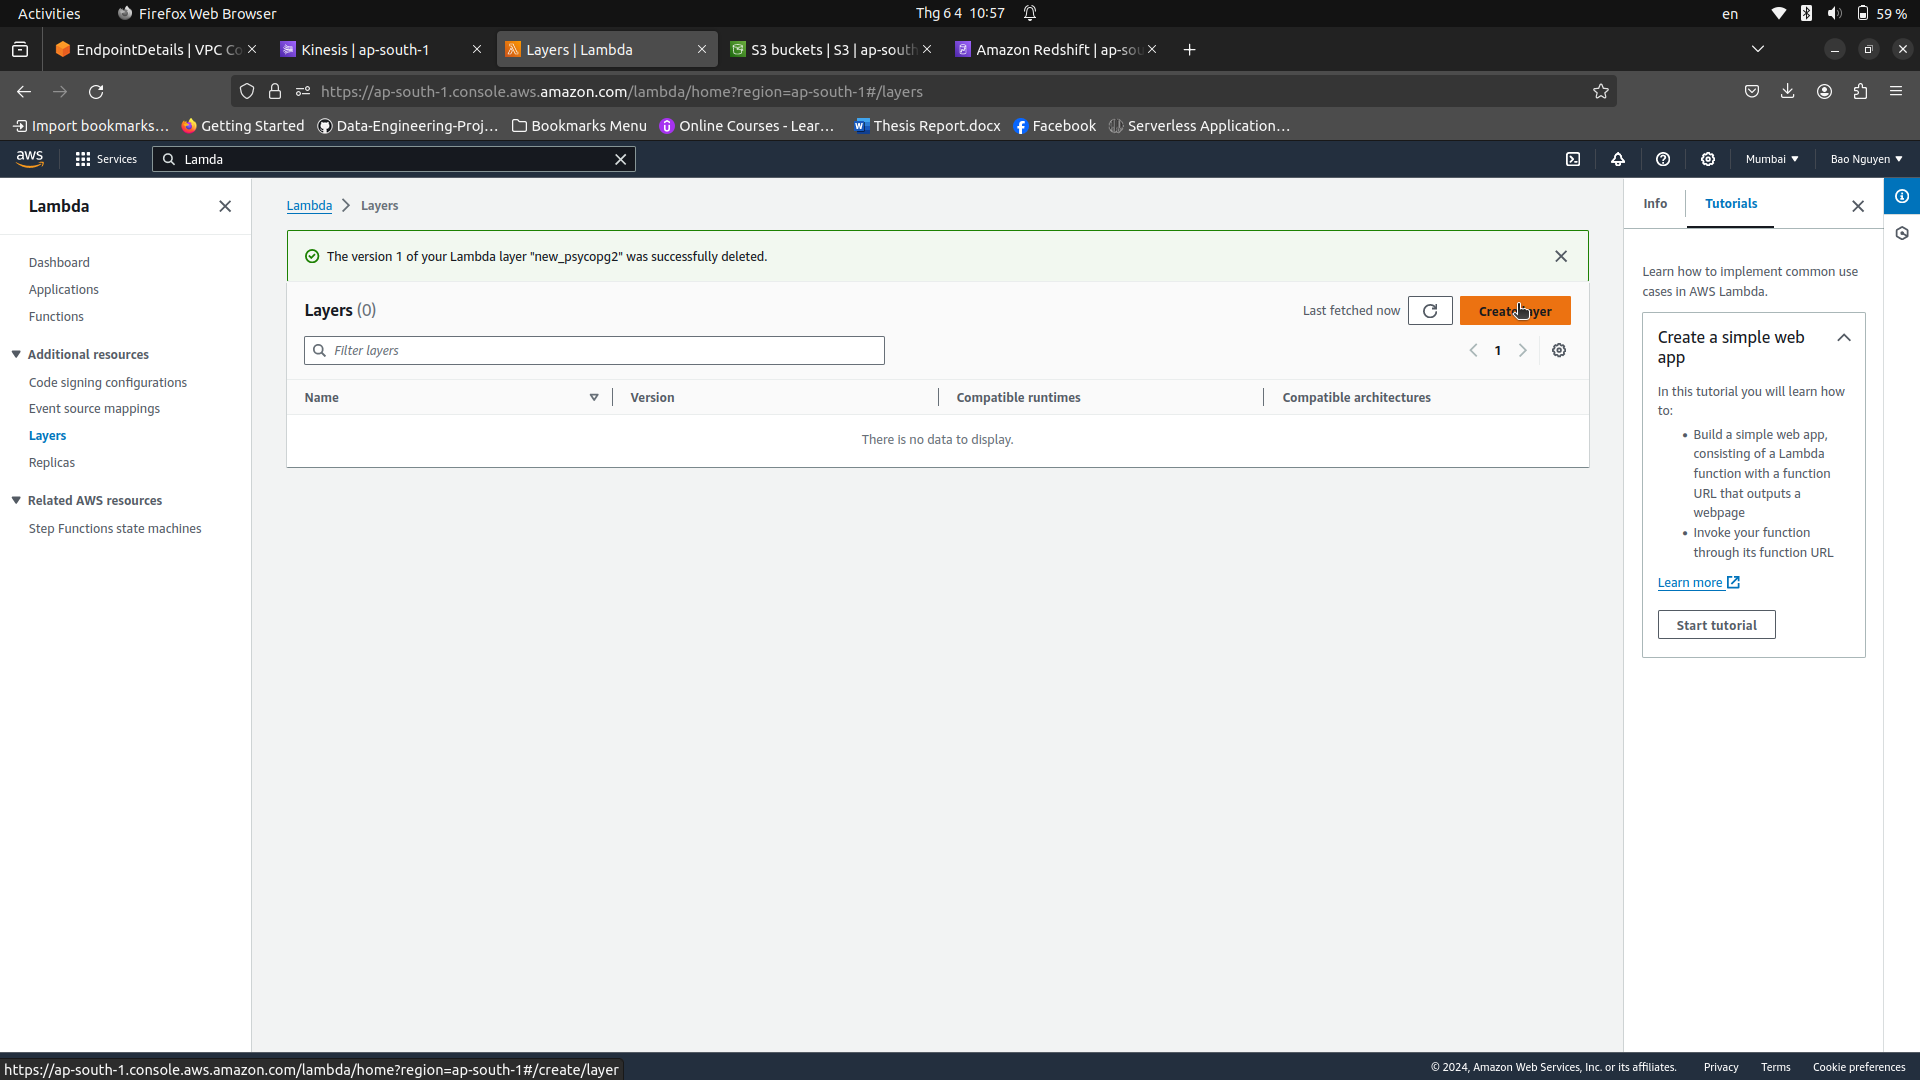 Activities Firefox Web Browser Thg 6 4 10:57 en 59 %
EndpointDetails | VPC Co Kinesis | ap-south-1 Layers | Lambda S3 buckets | S3 | ap-south Amazon Redshift | ap-sou
https://ap-south-1.console.aws.amazon.com/lambda/home?region=ap-south-1#/layers
Import bookmarks... Getting Started Data-Engineering-Proj... Bookmarks Menu Online Courses - Lear... Thesis Report.docx Facebook Serverless Application...
aws Services Lamda Mumbai Bao Nguyen
Lambda
Dashboard
Applications
Functions
Additional resources
Code signing configurations
Event source mappings
Layers
Replicas
Related AWS resources
Step Functions state machines
Lambda > Layers
The version 1 of your Lambda layer "new_psycopg2" was successfully deleted.
Layers (0)
Last fetched now
Create layer
Filter layers
1
Name Version Compatible runtimes Compatible architectures
There is no data to display.
Info Tutorials
Learn how to implement common use
cases in AWS Lambda.
Create a simple web
app
In this tutorial you will learn how
to:
• Build a simple web app,
consisting of a Lambda
function with a function
URL that outputs a
webpage
• Invoke your function
through its function URL
Learn more
Start tutorial
https://ap-south-1.console.aws.amazon.com/lambda/home?region=ap-south-1#/create/layer
© 2024, Amazon Web Services, Inc. or its affiliates. Privacy Terms Cookie preferences